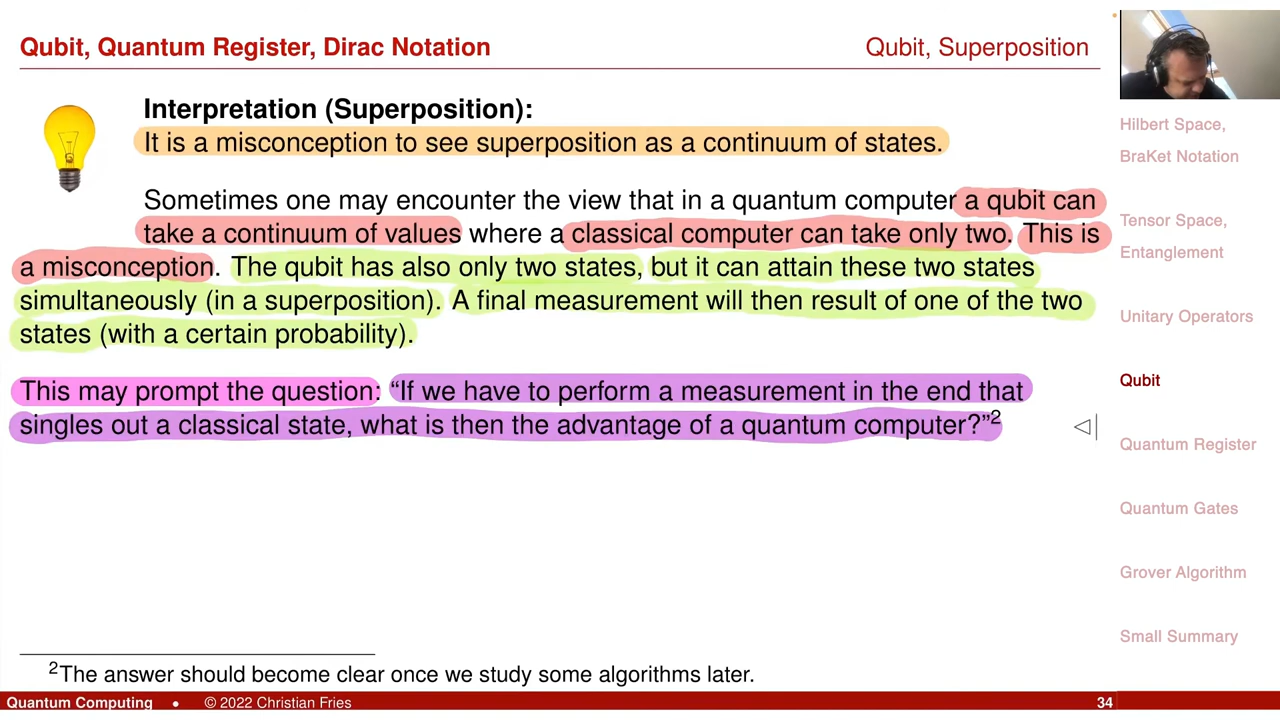 Qubit, Quantum Register, Dirac Notation
Qubit, Superposition
Interpretation (Superposition):
It is a misconception to see superposition as a continuum of states.
Sometimes one may encounter the view that in a quantum computer a qubit can
take a continuum of values where a classical computer can take only two. This is
a misconception. The qubit has also only two states, but it can attain these two states
simultaneously (in a superposition). A final measurement will then result of one of the two
states (with a certain probability).
This may prompt the question: “If we have to perform a measurement in the end that
singles out a classical state, what is then the advantage of a quantum computer?”2
2The answer should become clear once we study some algorithms later.
Hilbert Space,
BraKet Notation
Tensor Space,
Entanglement
Unitary Operators
Qubit
Quantum Register
Quantum Gates
Grover Algorithm
Small Summary
Quantum Computing • © 2022 Christian Fries
34